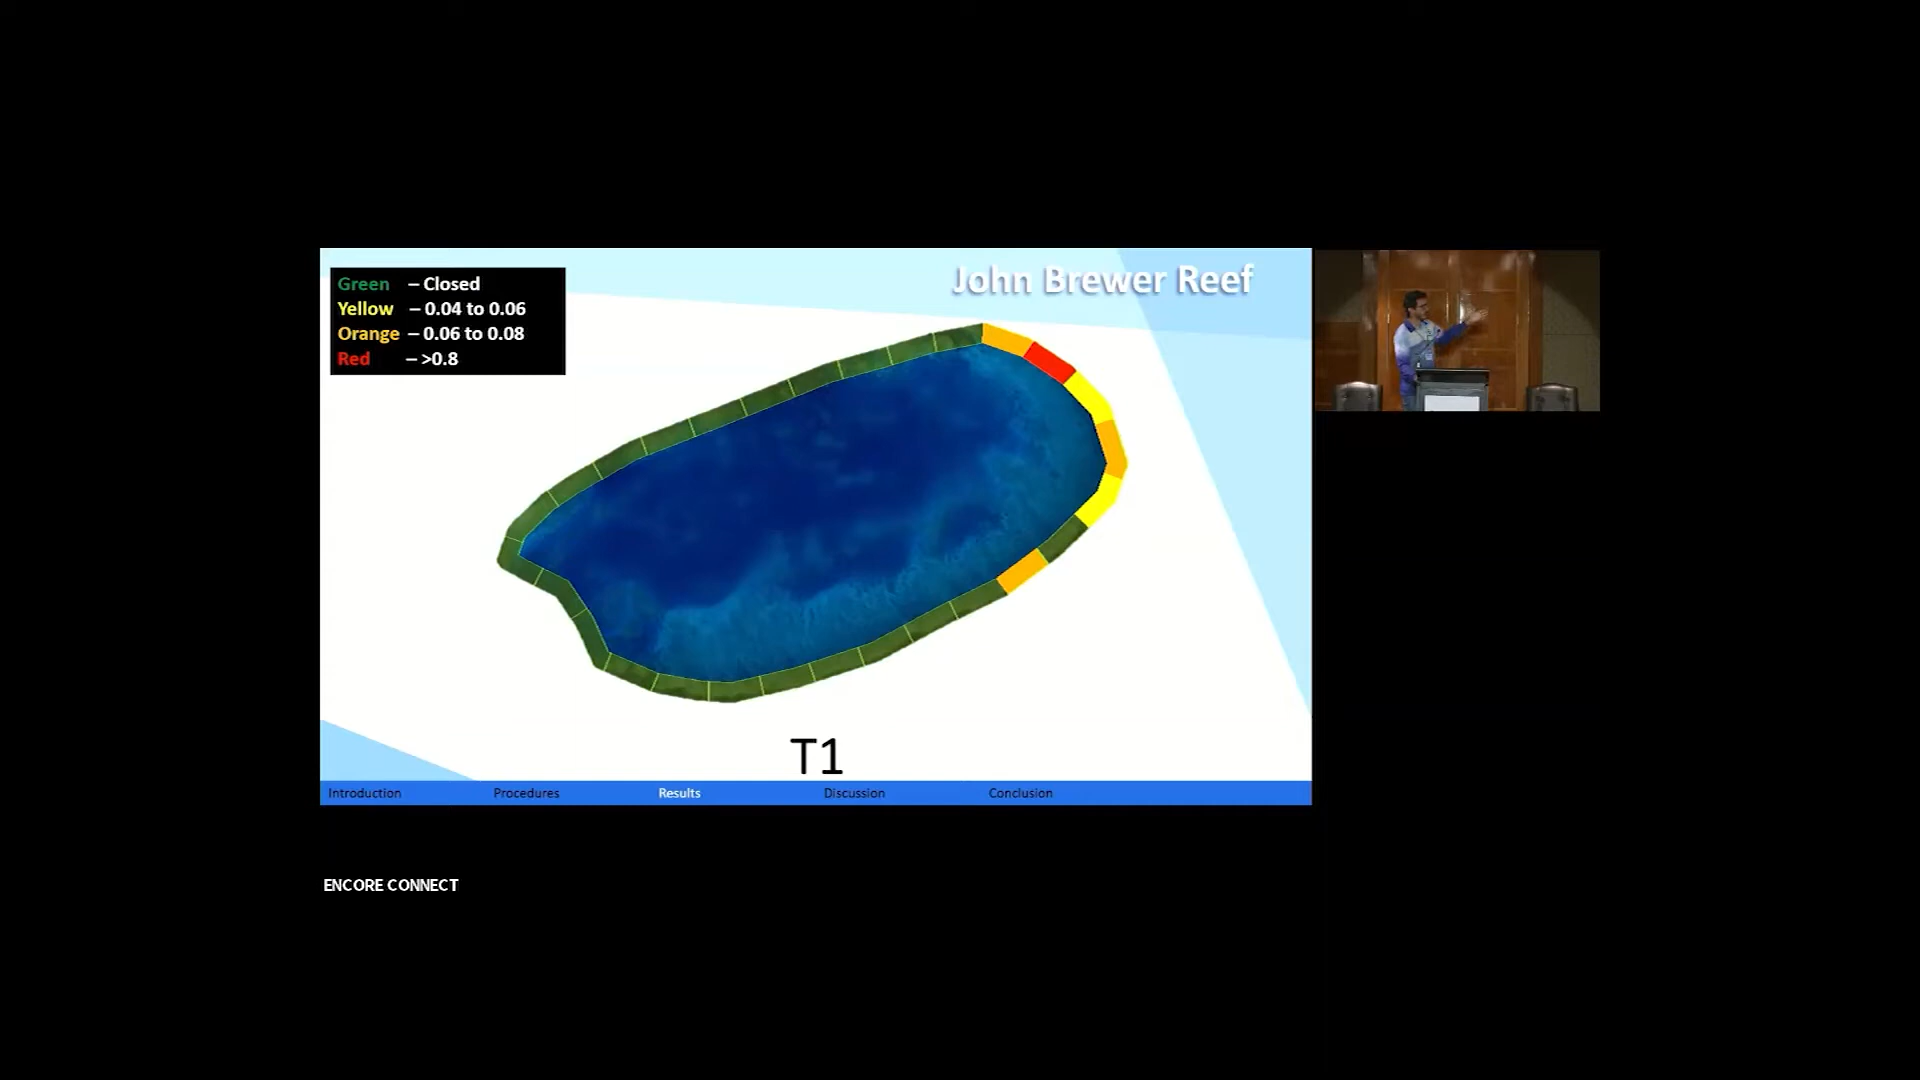 John Brewer Reef
Green – Closed
Yellow – 0.04 to 0.06
Orange – 0.06 to 0.08
Red – >0.8
T1
Introduction Procedures Results Discussion Conclusion
ENCORE CONNECT